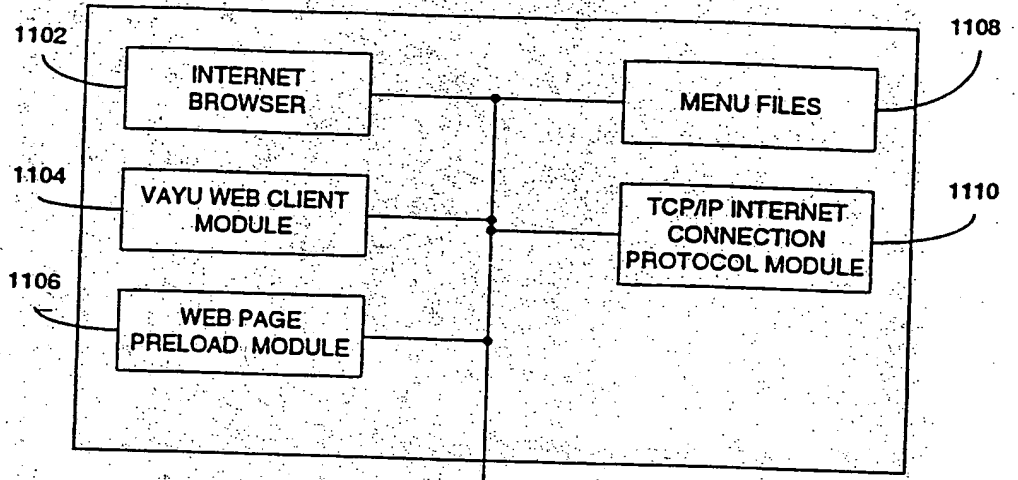 1102
INTERNET
BROWSER
1108
MENU FILES
1104
VAYU WEB CLIENT
MODULE
1110
TCP/IP INTERNET
CONNECTION
PROTOCOL MODULE
1106
WEB PAGE
PRELOAD MODULE